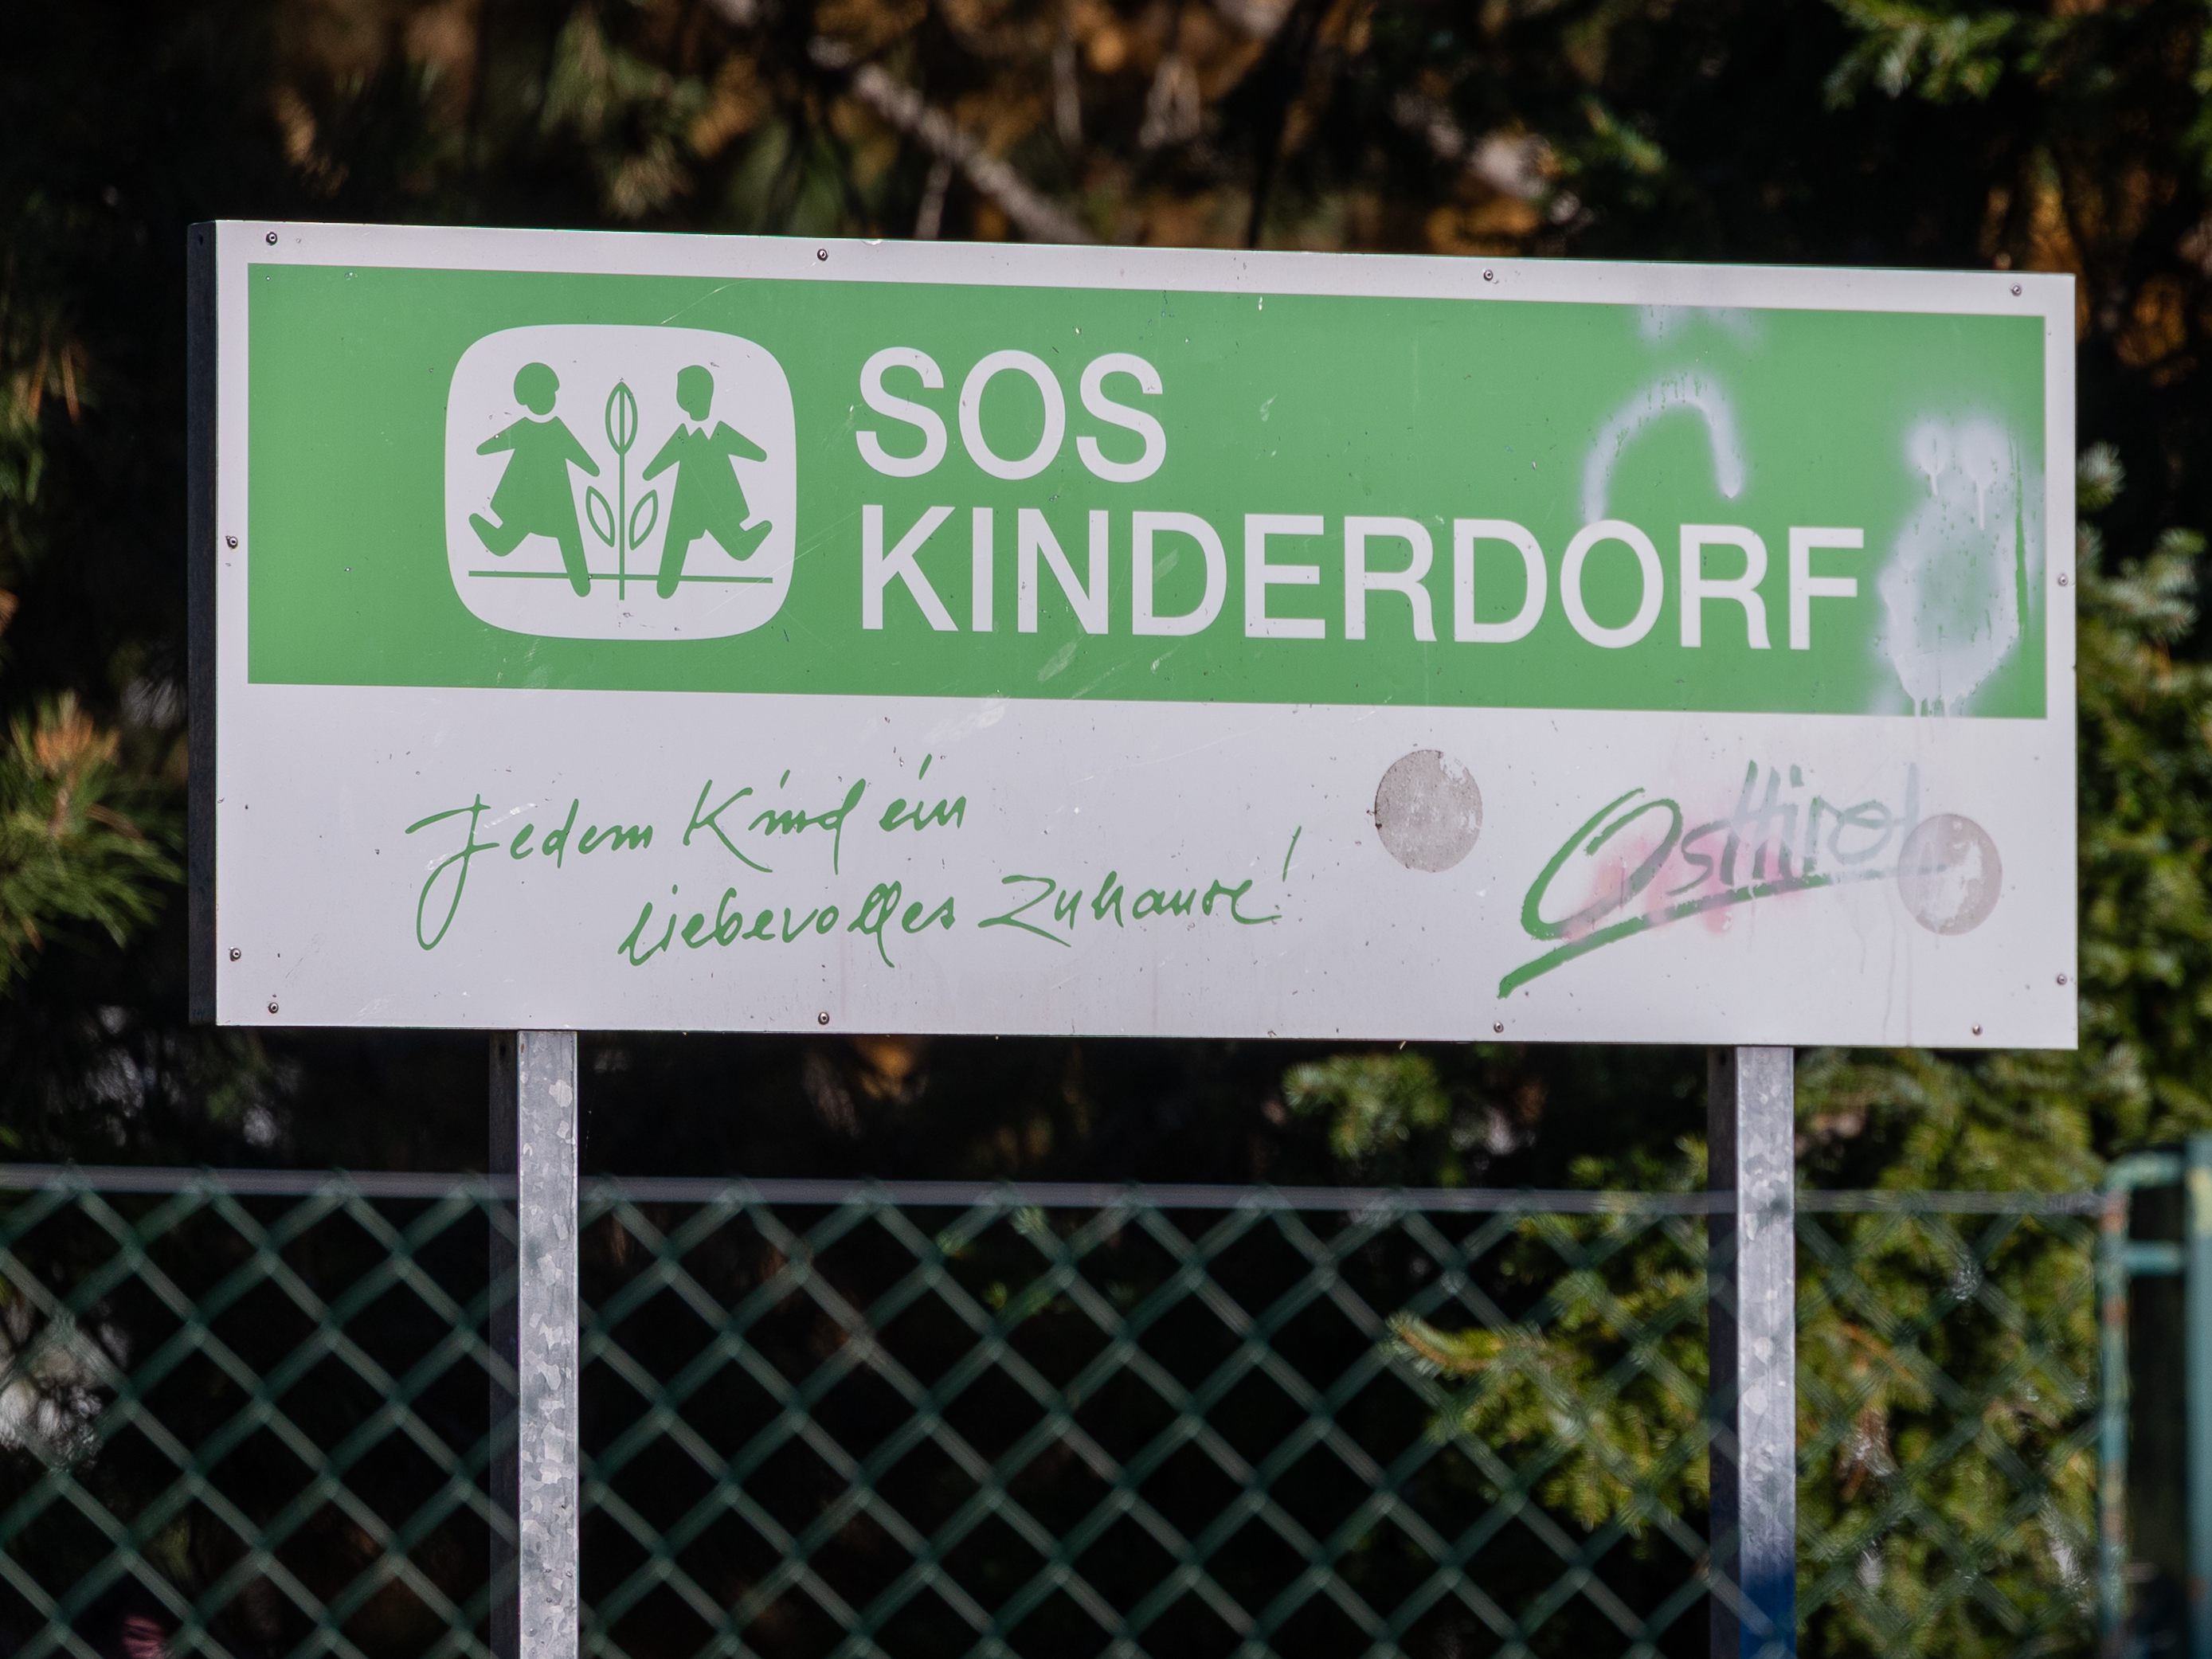 SOS
KINDERDORF
Jedem Kind ein
liebevolles Zuhause!
Osttirol